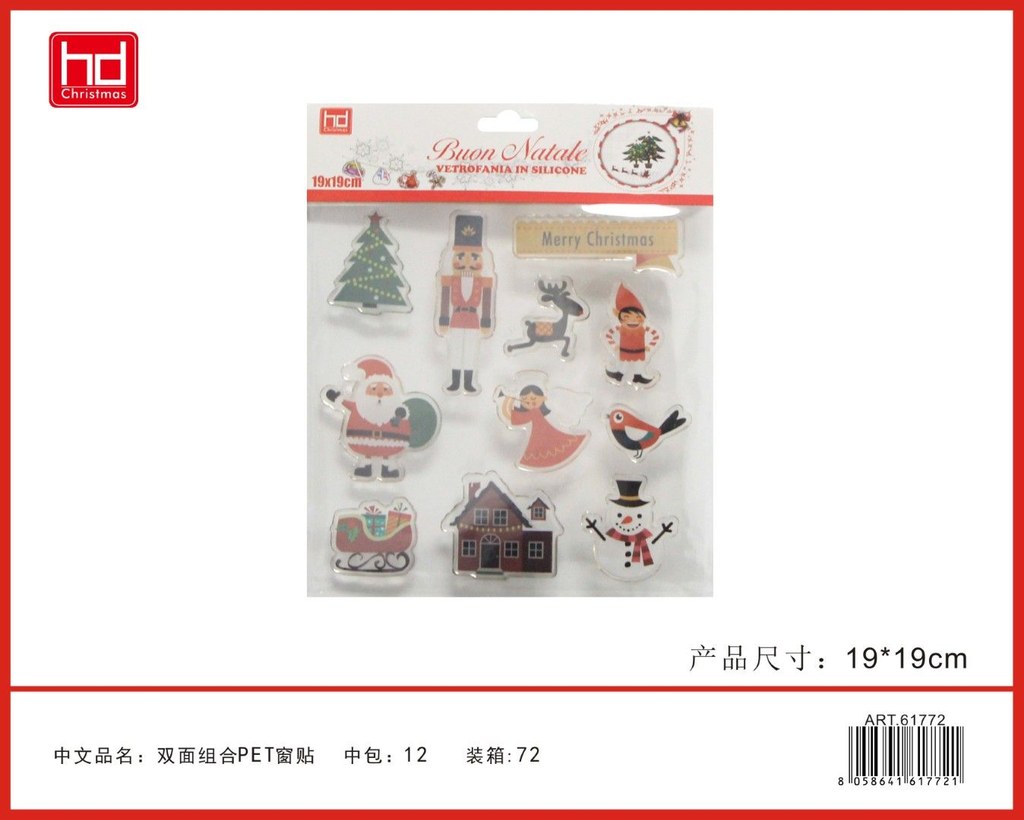 hd
Christmas
hd
Christmas
Buon Natale
VETROFANIA IN SILICONE
19x19cm
Merry Christmas
产品尺寸：19*19cm
ART.61772
中文品名：双面组合PET窗贴 中包：12 装箱:72
8 058641 617721